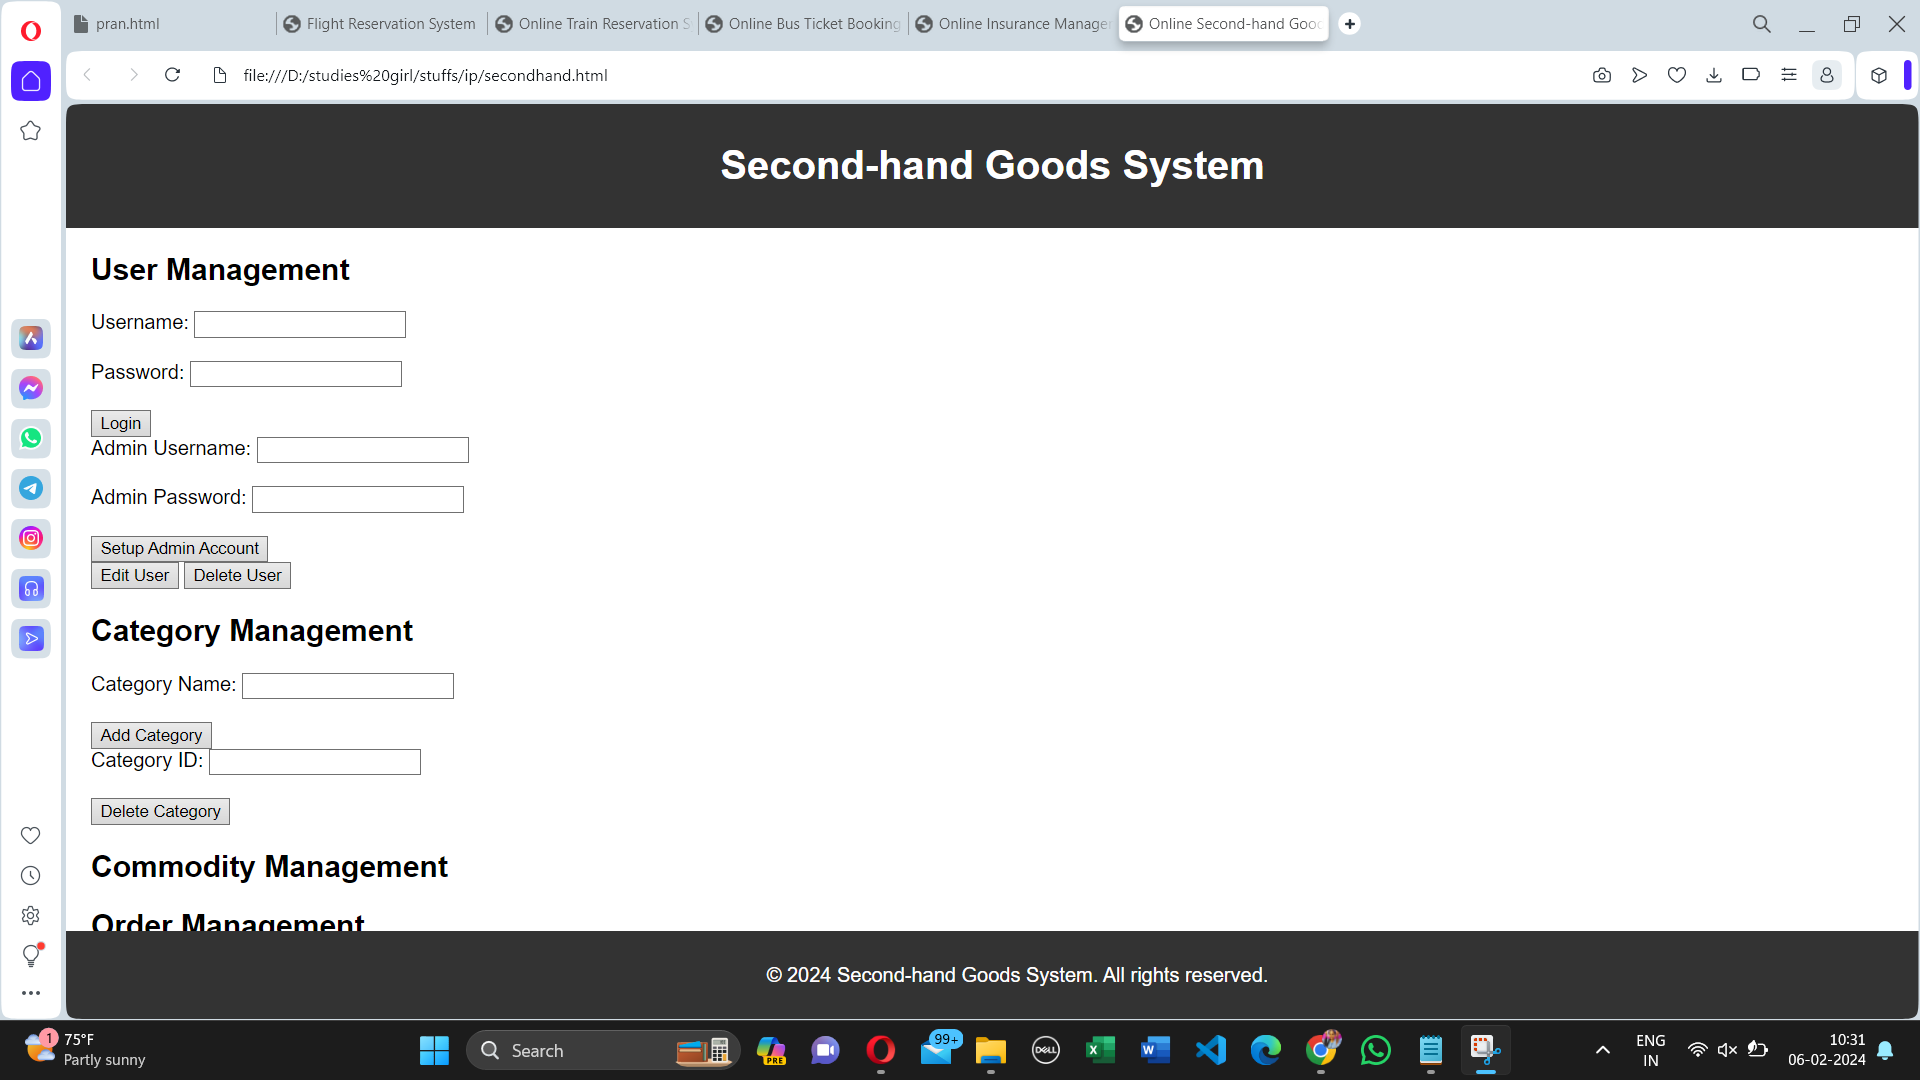 pran.html
Flight Reservation System
Online Train Reservation S
Online Bus Ticket Booking
Online Insurance Manage
Online Second-hand Goo
file:///D:/studies%20girl/stuffs/ip/secondhand.html
Second-hand Goods System
User Management
Username:
Password:
Login
Admin Username:
Admin Password:
Setup Admin Account
Edit User Delete User
Category Management
Category Name:
Add Category
Category ID:
Delete Category
Commodity Management
Order Management
© 2024 Second-hand Goods System. All rights reserved.
1
75°F
Partly sunny
Search
PRE
99+
DELL
ENG
IN
10:31
06-02-2024